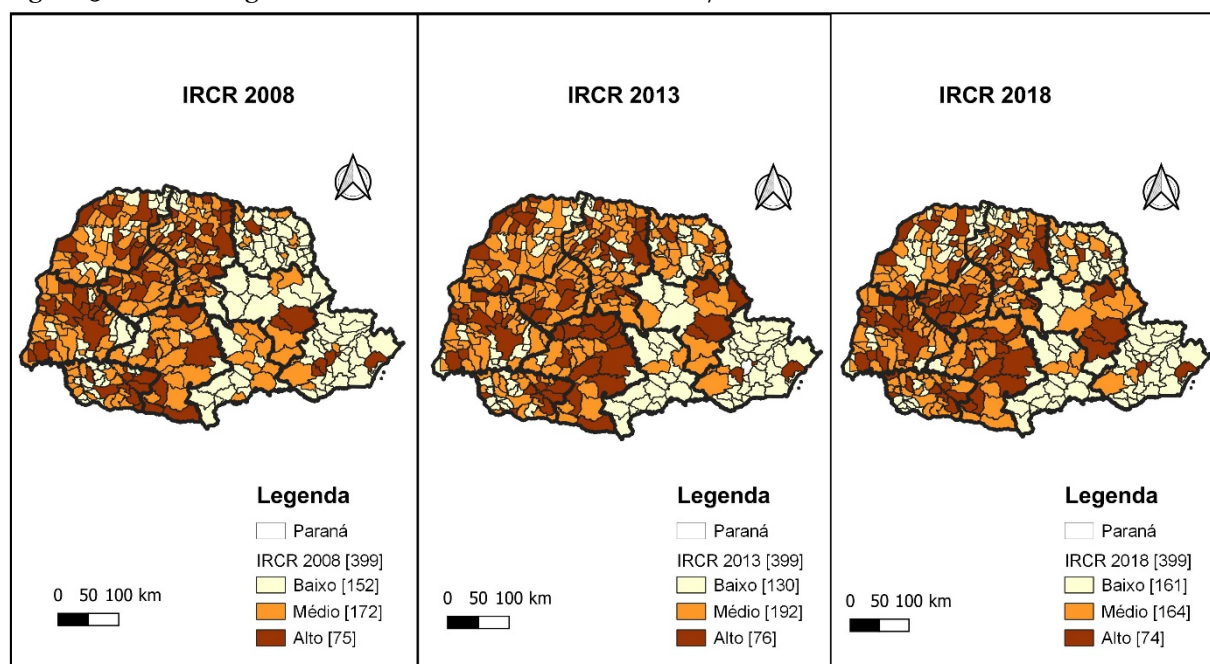 IRCR 2008
Legenda
Paraná
IRCR 2008 [399]
Baixo [152]
Médio [172]
Alto [75]
0 50 100 km
IRCR 2013
Legenda
Paraná
IRCR 2013 [399]
Baixo [130]
Médio [192]
Alto [76]
0 50 100 km
IRCR 2018
Legenda
Paraná
IRCR 2018 [399]
Baixo [161]
Médio [164]
Alto [74]
0 50 100 km